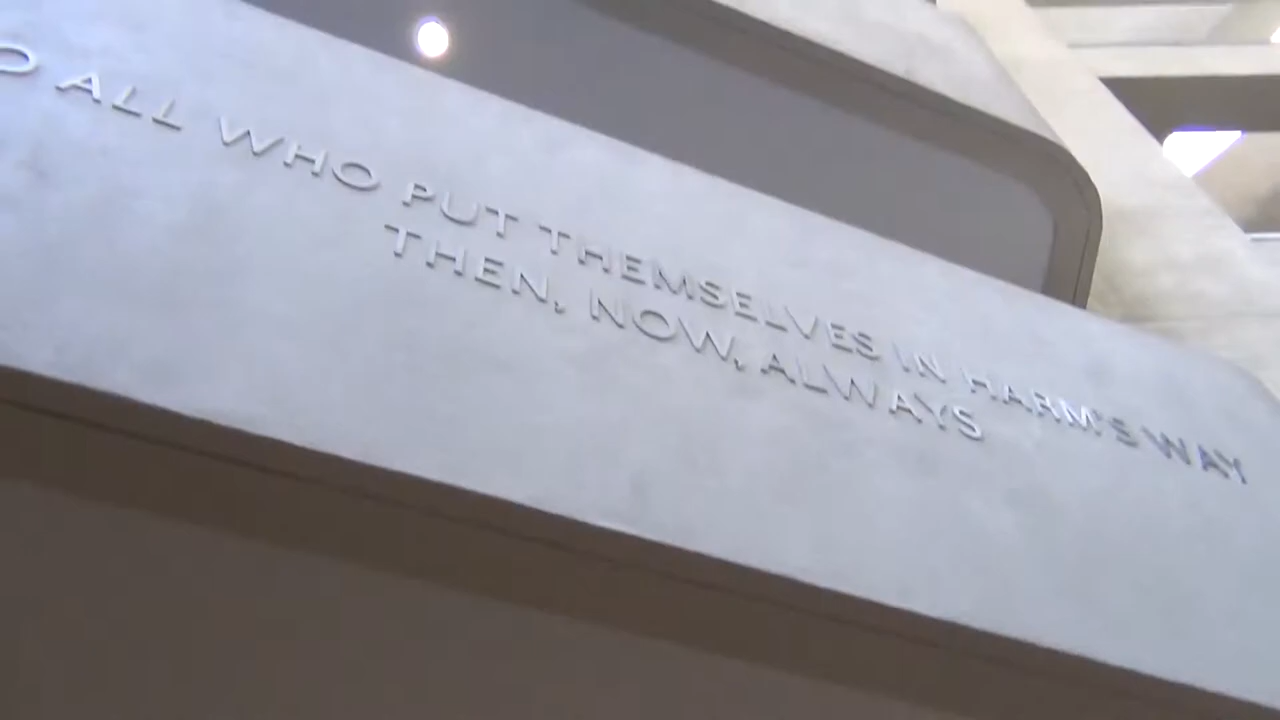 O ALL WHO PUT THEMSELVES IN HARM'S WAY
THEN, NOW, ALWAYS